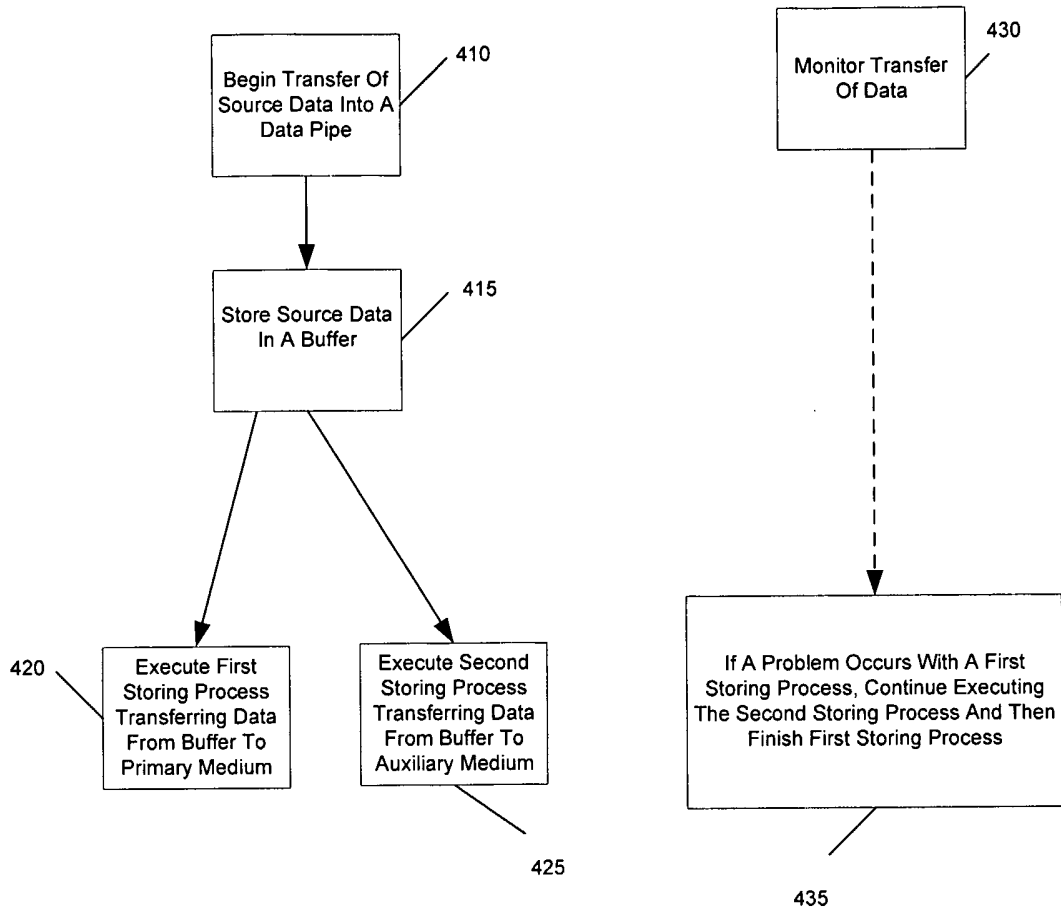 410
Begin Transfer Of
Source Data Into A
Data Pipe
415
Store Source Data
In A Buffer
420
Execute First
Storing Process
Transferring Data
From Buffer To
Primary Medium
Execute Second
Storing Process
Transferring Data
From Buffer To
Auxiliary Medium
425
430
Monitor Transfer
Of Data
If A Problem Occurs With A First
Storing Process, Continue Executing
The Second Storing Process And Then
Finish First Storing Process
435